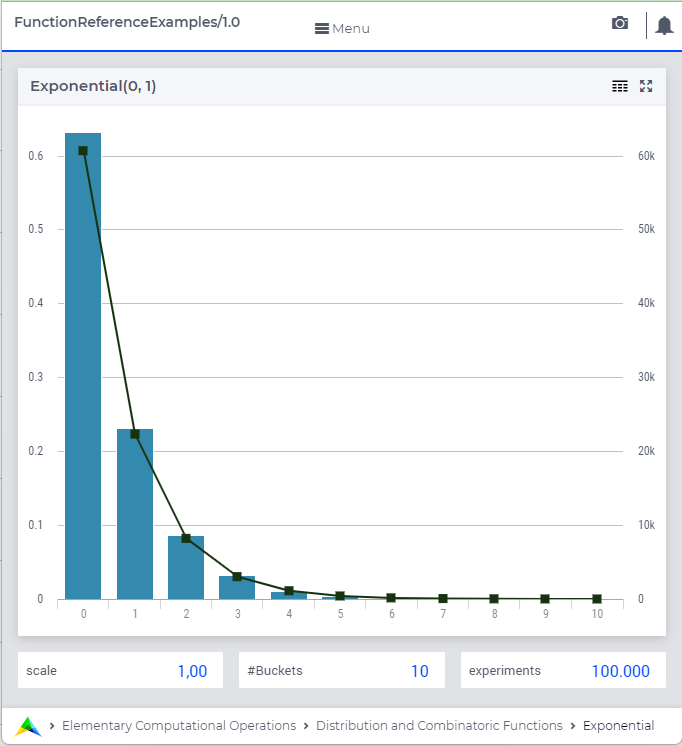 FunctionReferenceExamples/1.0
Menu
Exponential(0, 1)
0.6 60k
0.5 50k
0.4 40k
0.3 30k
0.2 20k
0.1 10k
0 0
0 1 2 3 4 5 6 7 8 9 10
scale 1,00 #Buckets 10 experiments 100.000
> Elementary Computational Operations > Distribution and Combinatoric Functions > Exponential